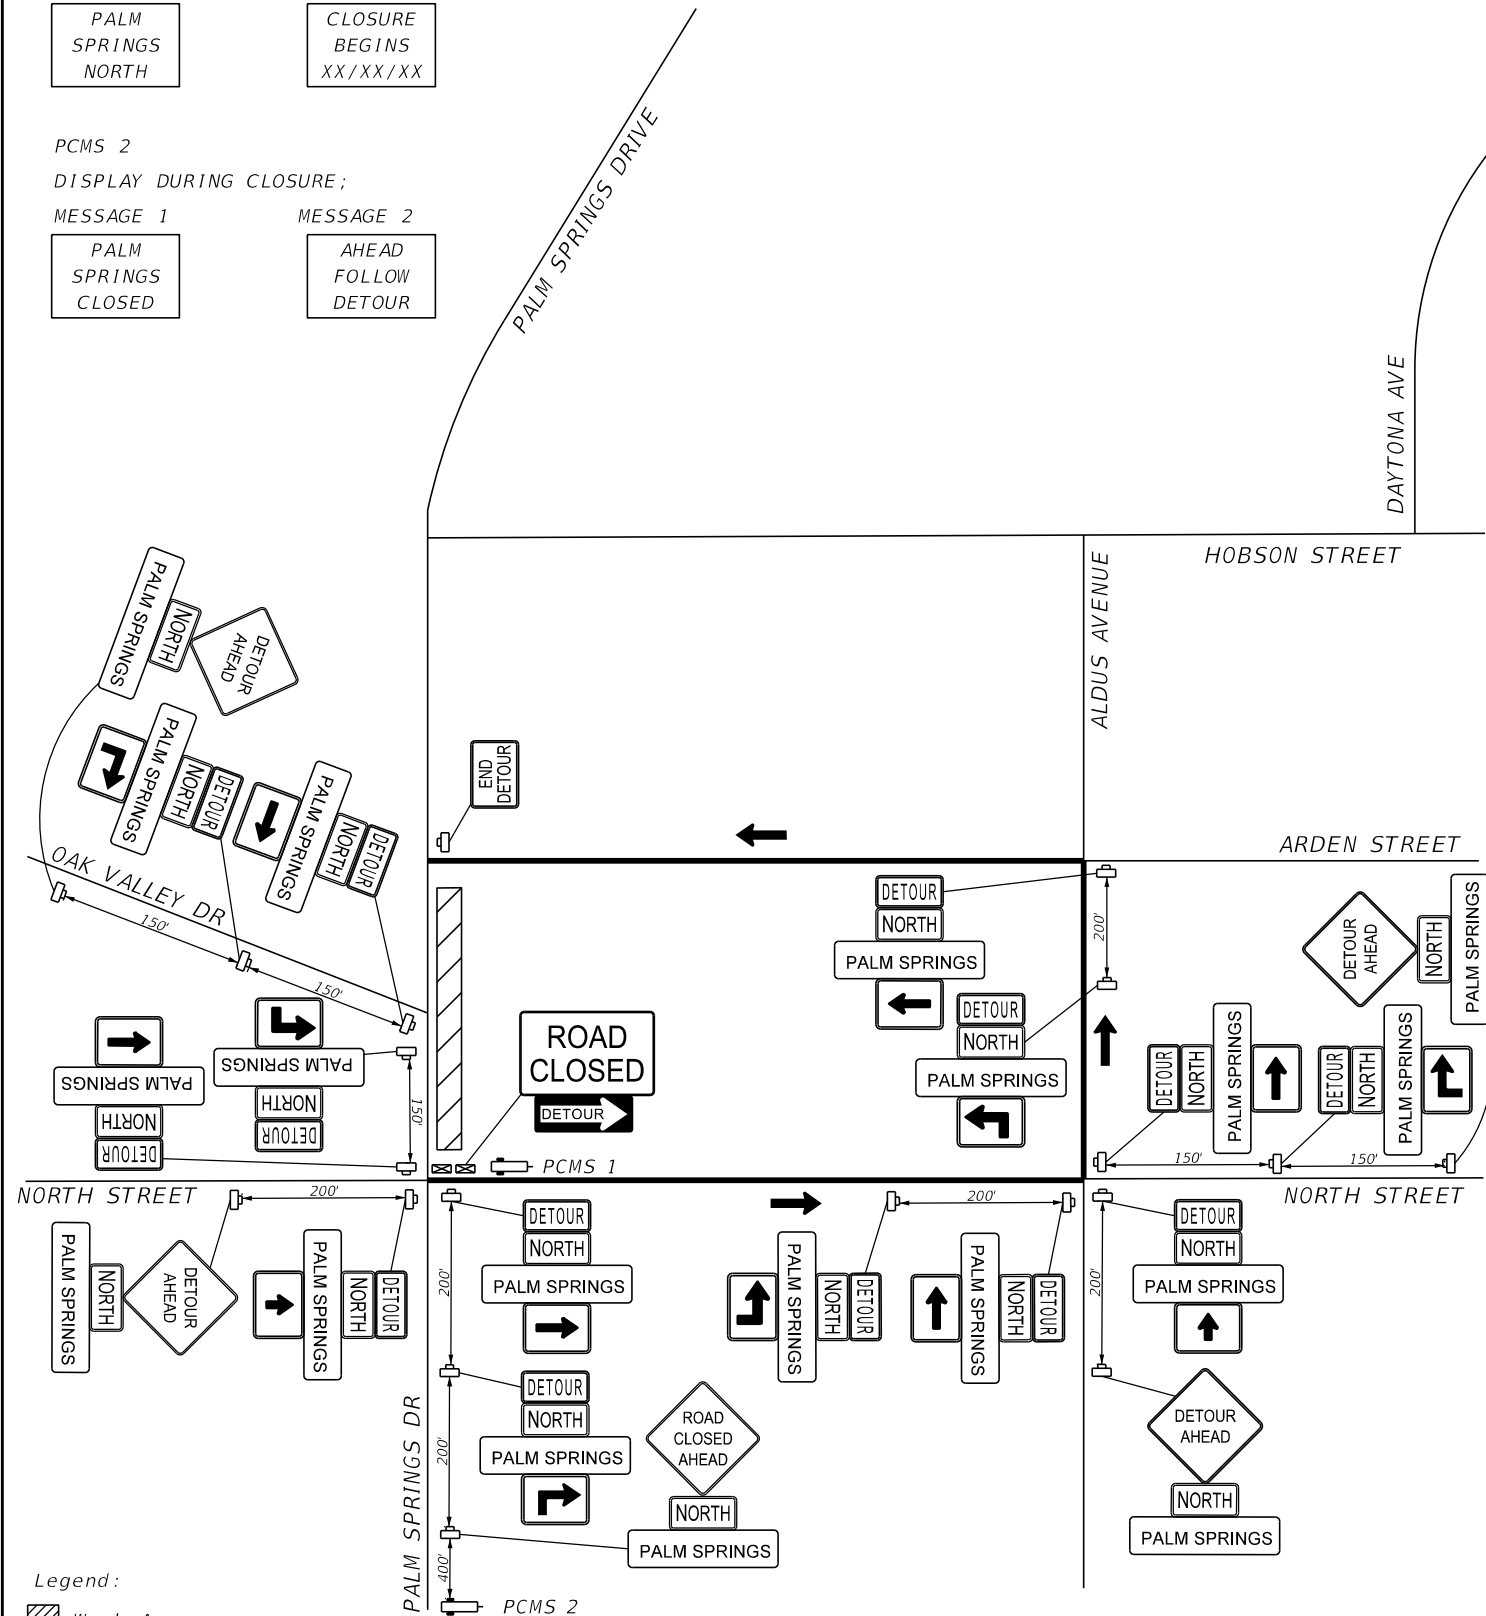 PALM
SPRINGS
NORTH
CLOSURE
BEGINS
XX/XX/XX
PCMS 2
DISPLAY DURING CLOSURE;
MESSAGE 1
MESSAGE 2
PALM
SPRINGS
CLOSED
AHEAD
FOLLOW
DETOUR
PALM SPRINGS DRIVE
DAYTONA AVE
HOBSON STREET
ALDUS AVENUE
PALM SPRINGS
NORTH
DETOUR
AHEAD
PALM SPRINGS
NORTH
DETOUR
PALM SPRINGS
NORTH
DETOUR
END
DETOUR
ARDEN STREET
OAK VALLEY DR
150'
150'
DETOUR
NORTH
PALM SPRINGS
200'
DETOUR
AHEAD
NORTH
PALM SPRINGS
DETOUR
NORTH
PALM SPRINGS
ROAD
CLOSED
DETOUR
PALM SPRINGS
NORTH
DETOUR
PALM SPRINGS
NORTH
DETOUR
150'
DETOUR
NORTH
PALM SPRINGS
DETOUR
NORTH
PALM SPRINGS
150'
150'
PCMS 1
NORTH STREET
200'
200'
NORTH STREET
PALM SPRINGS
NORTH
DETOUR
AHEAD
PALM SPRINGS
NORTH
DETOUR
200'
DETOUR
NORTH
PALM SPRINGS
PALM SPRINGS
NORTH
DETOUR
PALM SPRINGS
NORTH
DETOUR
200'
DETOUR
NORTH
PALM SPRINGS
PALM SPRINGS DR
200'
DETOUR
NORTH
PALM SPRINGS
ROAD
CLOSED
AHEAD
NORTH
PALM SPRINGS
DETOUR
AHEAD
NORTH
PALM SPRINGS
400'
PCMS 2
Legend: